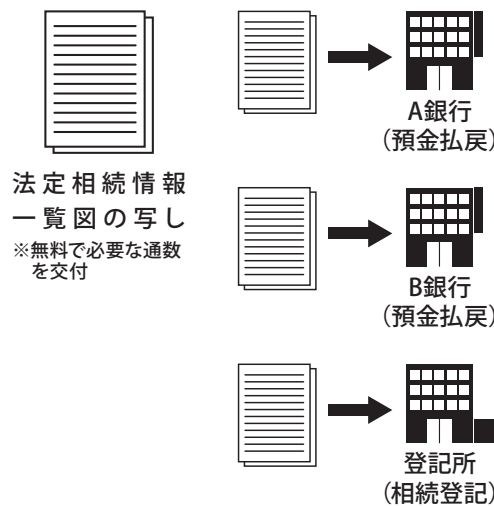 法定相続情報
一覧図の写し
※無料で必要な通数
を交付
A銀行
（預金払戻）
B銀行
（預金払戻）
登記所
（相続登記）